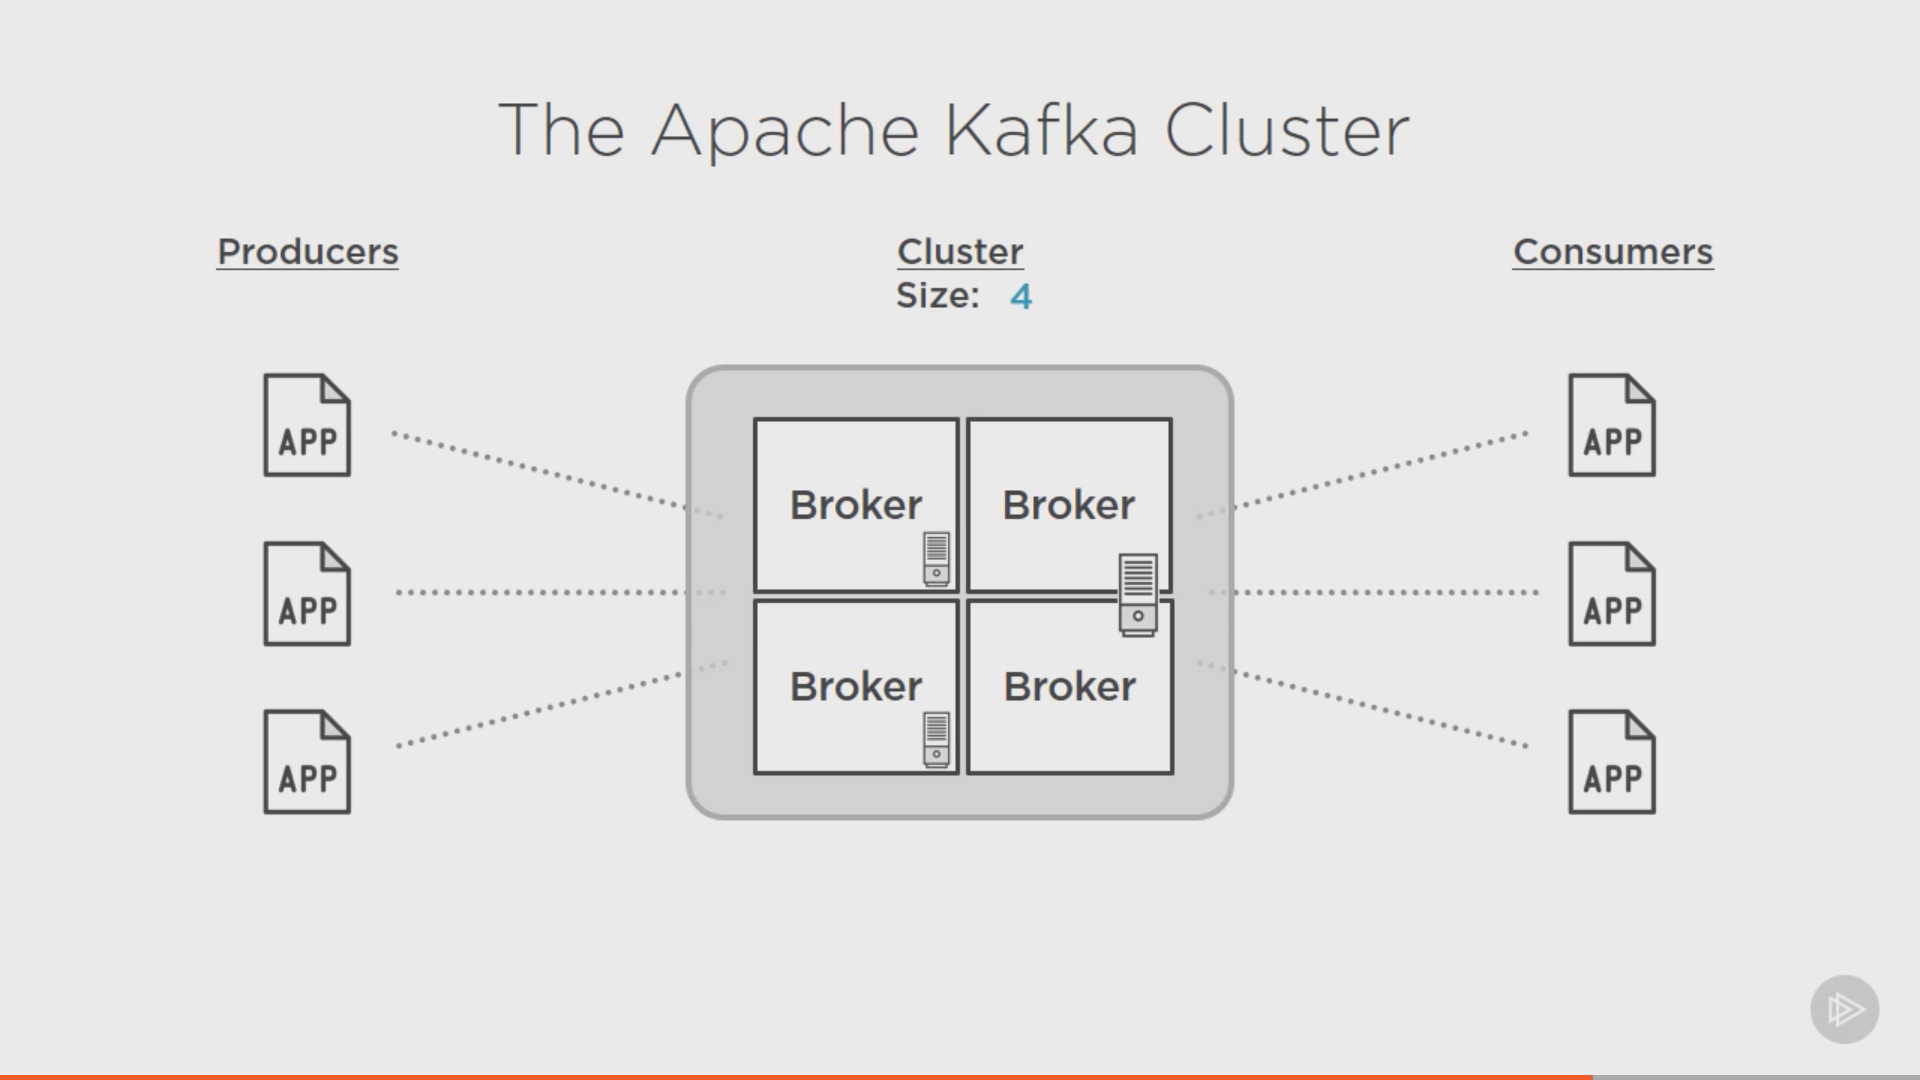 The Apache Kafka Cluster
Producers
Cluster
Size: 4
Consumers
APP
APP
APP
Broker
Broker
Broker
Broker
APP
APP
APP